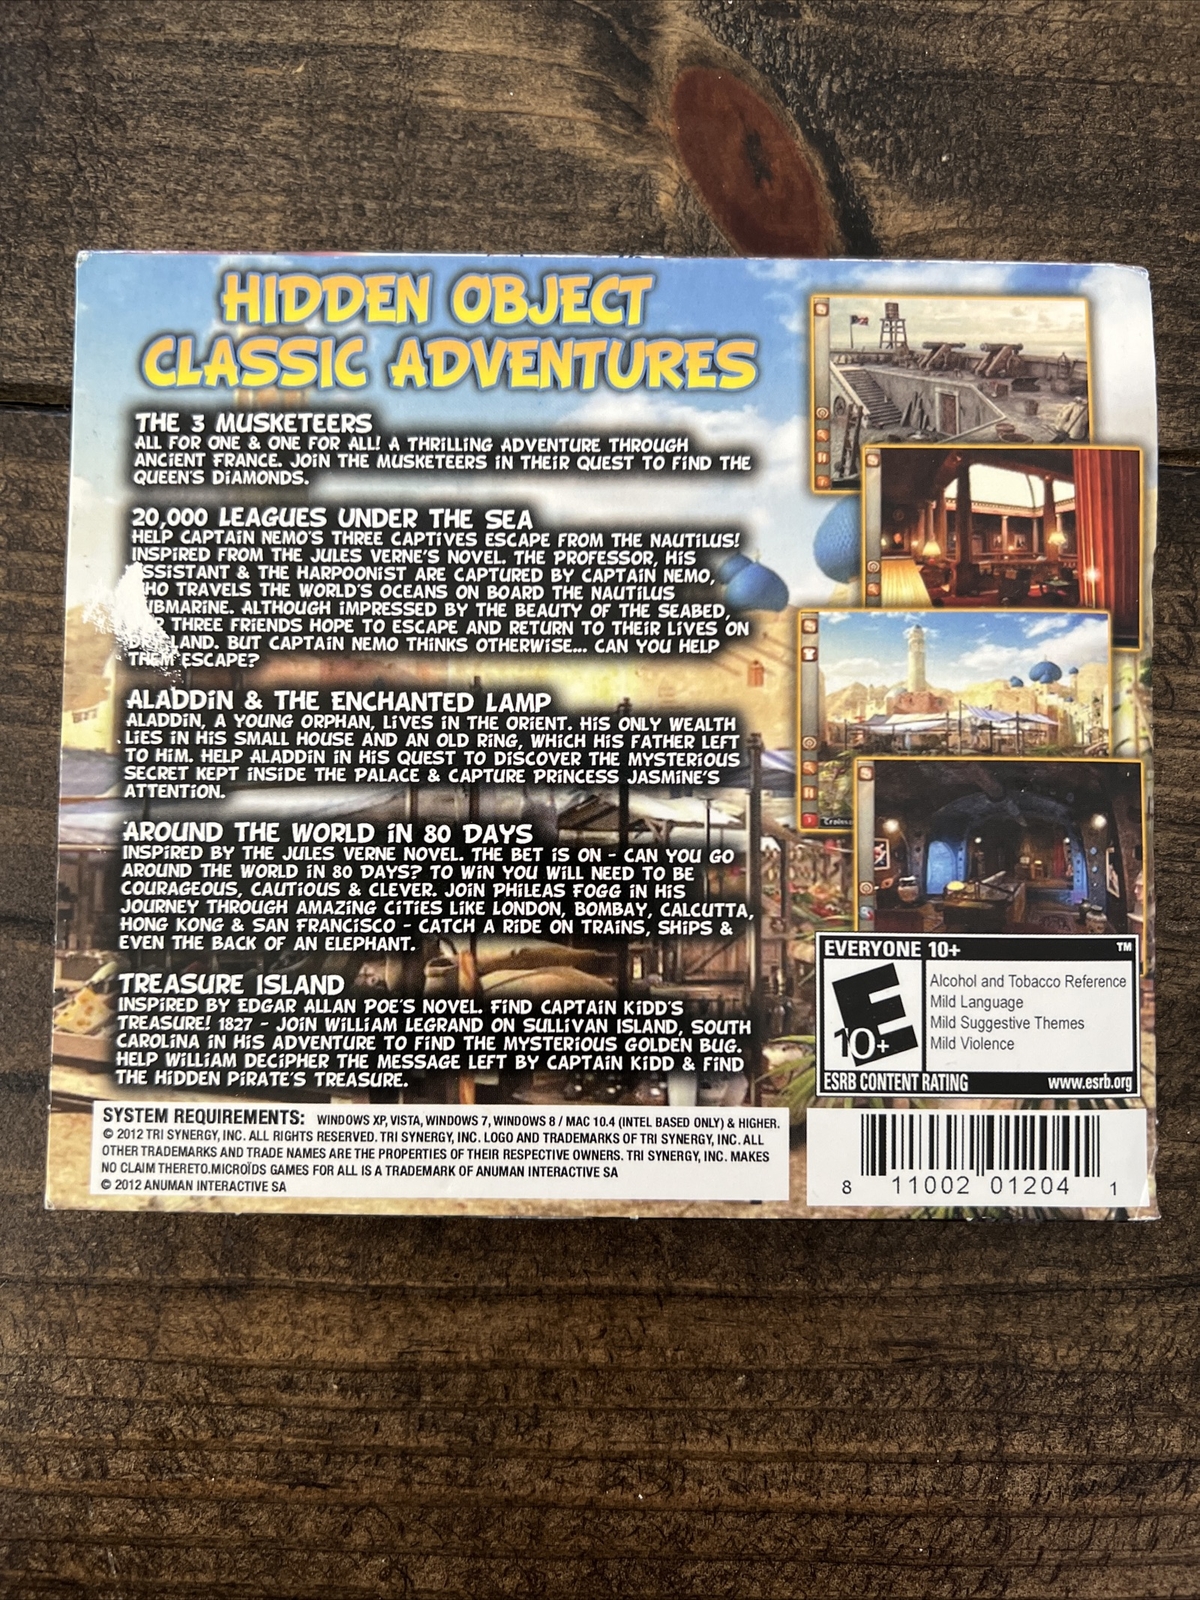 HIDDEN OBJECT
CLASSIC ADVENTURES
THE 3 MUSKETEERS
ALL FOR ONE & ONE FOR ALL! A THRILLING ADVENTURE THROUGH
ANCIENT FRANCE. JOIN THE MUSKETEERS IN THEIR QUEST TO FIND THE
QUEEN'S DIAMONDS.
20,000 LEAGUES UNDER THE SEA
HELP CAPTAIN NEMO'S THREE CAPTIVES ESCAPE FROM THE NAUTILUS!
INSPIRED FROM THE JULES VERNE'S NOVEL. THE PROFESSOR, HIS
SSISTANT & THE HARPOONIST ARE CAPTURED BY CAPTAIN NEMO,
HO TRAVELS THE WORLD'S OCEANS ON BOARD THE NAUTILUS
UBMARINE. ALTHOUGH IMPRESSED BY THE BEAUTY OF THE SEABED,
R THREE FRIENDS HOPE TO ESCAPE AND RETURN TO THEIR LIVES ON
DRY LAND. BUT CAPTAIN NEMO THINKS OTHERWISE... CAN YOU HELP
THEM ESCAPE?
ALADDIN & THE ENCHANTED LAMP
ALADDIN, A YOUNG ORPHAN, LIVES IN THE ORIENT. HIS ONLY WEALTH
LIES IN HIS SMALL HOUSE AND AN OLD RING, WHICH HIS FATHER LEFT
TO HIM. HELP ALADDIN IN HIS QUEST TO DISCOVER THE MYSTERIOUS
SECRET KEPT INSIDE THE PALACE & CAPTURE PRINCESS JASMINE'S
ATTENTION.
AROUND THE WORLD IN 80 DAYS
INSPIRED BY THE JULES VERNE NOVEL. THE BET IS ON - CAN YOU GO
AROUND THE WORLD IN 80 DAYS? TO WIN YOU WILL NEED TO BE
COURAGEOUS, CAUTIOUS & CLEVER. JOIN PHILEAS FOGG IN HIS
JOURNEY THROUGH AMAZING CITIES LIKE LONDON, BOMBAY, CALCUTTA,
HONG KONG & SAN FRANCISCO - CATCH A RIDE ON TRAINS, SHIPS &
EVEN THE BACK OF AN ELEPHANT.
TREASURE ISLAND
INSPIRED BY EDGAR ALLAN POE'S NOVEL. FIND CAPTAIN KIDD'S
TREASURE! 1827 - JOIN WILLIAM LEGRAND ON SULLIVAN ISLAND, SOUTH
CAROLINA IN HIS ADVENTURE TO FIND THE MYSTERIOUS GOLDEN BUG.
HELP WILLIAM DECIPHER THE MESSAGE LEFT BY CAPTAIN KIDD & FIND
THE HIDDEN PIRATE'S TREASURE.
SYSTEM REQUIREMENTS: WINDOWS XP, VISTA, WINDOWS 7, WINDOWS 8 / MAC 10.4 (INTEL BASED ONLY) & HIGHER.
© 2012 TRI SYNERGY, INC. ALL RIGHTS RESERVED. TRI SYNERGY, INC. LOGO AND TRADEMARKS OF TRI SYNERGY, INC. ALL
OTHER TRADEMARKS AND TRADE NAMES ARE THE PROPERTIES OF THEIR RESPECTIVE OWNERS. TRI SYNERGY, INC. MAKES
NO CLAIM THERETO.MICROÏDS GAMES FOR ALL IS A TRADEMARK OF ANUMAN INTERACTIVE SA
© 2012 ANUMAN INTERACTIVE SA
EVERYONE 10+ ™
E
10+
Alcohol and Tobacco Reference
Mild Language
Mild Suggestive Themes
Mild Violence
ESRB CONTENT RATING www.esrb.org
8 11002 01204 1